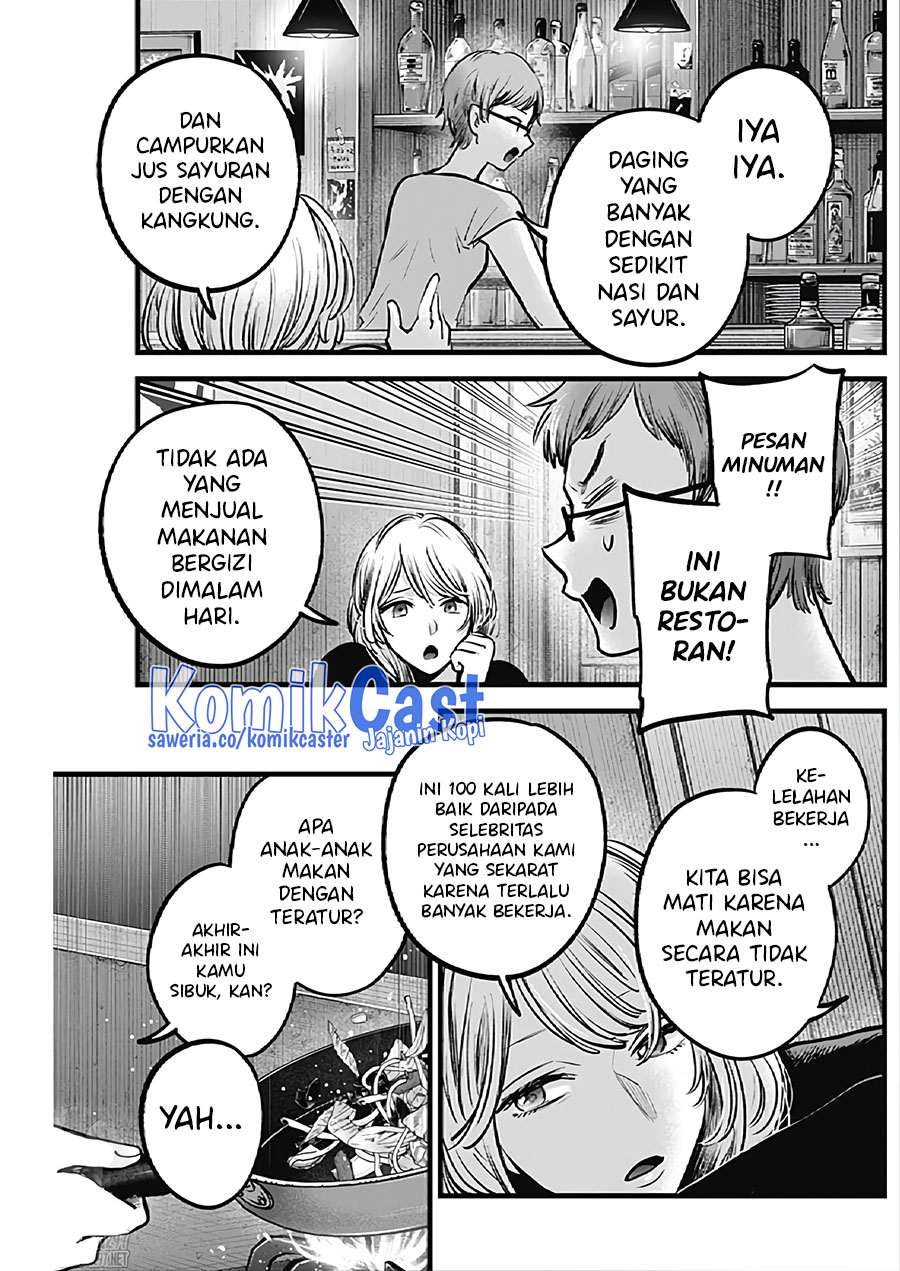 IYA
IYA.
DAGING
YANG
BANYAK
DENGAN
SEDIKIT
NASI DAN
SAYUR.
DAN
CAMPURKAN
JUS SAYURAN
DENGAN
KANGKUNG.
PESAN
MINUMAN
!!
INI
BUKAN
RESTO-
RAN!
TIDAK ADA
YANG
MENJUAL
MAKANAN
BERGIZI
DIMALAM
HARI.
KomikCast
saweria.co/komikcaster Jajanin Kopi
KE-
LELAHAN
BEKERJA
...
KITA BISA
MATI KARENA
MAKAN
SECARA TIDAK
TERATUR.
INI 100 KALI LEBIH
BAIK DARIPADA
SELEBRITAS
PERUSAHAAN KAMI
YANG SEKARAT
KARENA TERLALU
BANYAK BEKERJA.
APA
ANAK-ANAK
MAKAN
DENGAN
TERATUR?
AKHIR-
AKHIR INI
KAMU
SIBUK, KAN?
YAH...